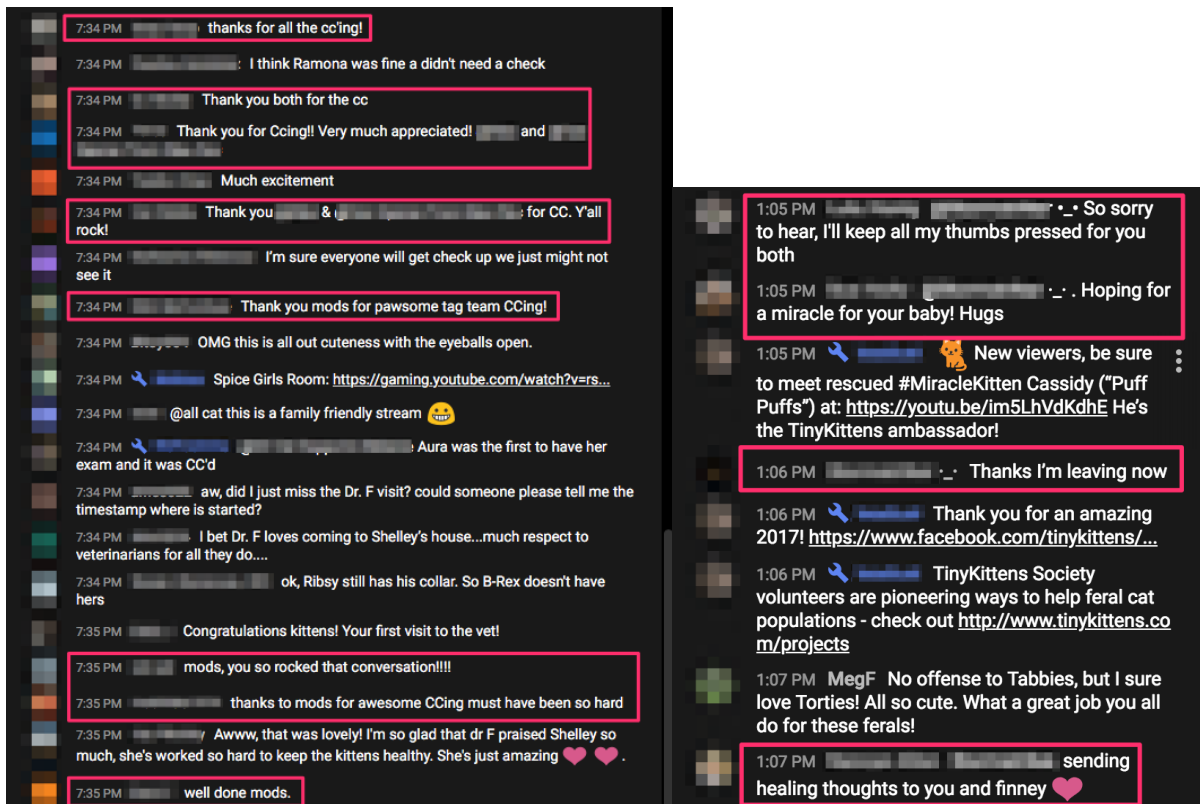 7:34 PM thanks for all the cc'ing!
7:34 PM : I think Ramona was fine a didn't need a check
7:34 PM Thank you both for the cc
7:34 PM Thank you for Ccing!! Very much appreciated! and
7:34 PM Much excitement
7:34 PM Thank you & for CC. Y'all
rock!
7:34 PM I'm sure everyone will get check up we just might not
see it
7:34 PM Thank you mods for pawsome tag team CCing!
7:34 PM OMG this is all out cuteness with the eyeballs open.
7:34 PM Spice Girls Room: https://gaming.youtube.com/watch?v=rs...
7:34 PM @all cat this is a family friendly stream
7:34 PM Aura was the first to have her
exam and it was CC'd
7:34 PM aw, did I just miss the Dr. F visit? could someone please tell me the
timestamp where is started?
7:34 PM I bet Dr. F loves coming to Shelley's house...much respect to
veterinarians for all they do....
7:34 PM ok, Ribsy still has his collar. So B-Rex doesn't have
hers
7:35 PM Congratulations kittens! Your first visit to the vet!
7:35 PM mods, you so rocked that conversation!!!!
7:35 PM thanks to mods for awesome CCing must have been so hard
7:35 PM Awww, that was lovely! I'm so glad that dr F praised Shelley so
much, she's worked so hard to keep the kittens healthy. She's just amazing .
7:35 PM well done mods.
1:05 PM •_• So sorry
to hear, I'll keep all my thumbs pressed for you
both
1:05 PM ·_· . Hoping for
a miracle for your baby! Hugs
1:05 PM New viewers, be sure
to meet rescued #MiracleKitten Cassidy (“Puff
Puffs”) at: https://youtu.be/im5LhVdKdhE He's
the TinyKittens ambassador!
1:06 PM ·_· Thanks I'm leaving now
1:06 PM Thank you for an amazing
2017! https://www.facebook.com/tinykittens/...
1:06 PM TinyKittens Society
volunteers are pioneering ways to help feral cat
populations - check out http://www.tinykittens.co
m/projects
1:07 PM MegF No offense to Tabbies, but I sure
love Torties! All so cute. What a great job you all
do for these ferals!
1:07 PM sending
healing thoughts to you and finney